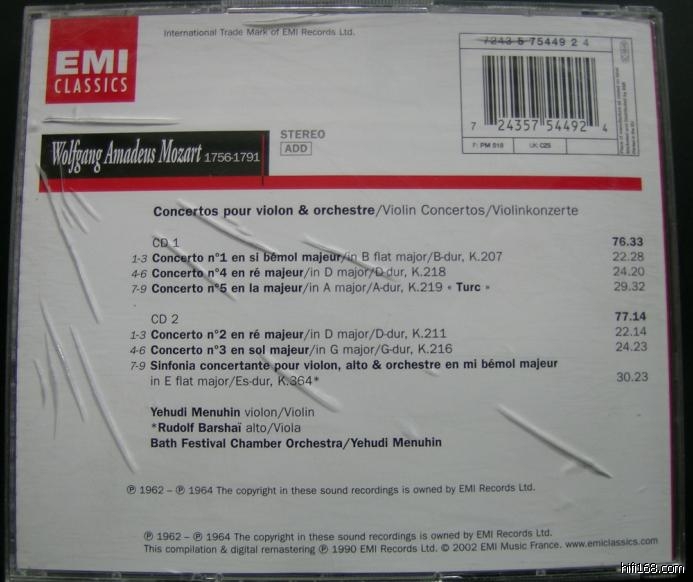 International Trade Mark of EMI Records Ltd.
EMI
CLASSICS
7243 5 75449 2 4
7 24357 54492 4
F: PM 518 UK: CZS
Wolfgang Amadeus Mozart 1756-1791
STEREO
ADD
Concertos pour violon & orchestre/Violin Concertos/Violinkonzerte
CD 1 76.33
1-3 Concerto n°1 en si bémol majeur/in B flat major/B-dur, K.207 22.28
4-6 Concerto n°4 en ré majeur/in D major/D-dur, K.218 24.20
7-9 Concerto n°5 en la majeur/in A major/A-dur, K.219 « Turc » 29.32
CD 2 77.14
1-3 Concerto n°2 en ré majeur/in D major/D-dur, K.211 22.14
4-6 Concerto n°3 en sol majeur/in G major/G-dur, K.216 24.23
7-9 Sinfonia concertante pour violon, alto & orchestre en mi bémol majeur
in E flat major/Es-dur, K.364* 30.23
Yehudi Menuhin violon/Violin
*Rudolf Barshaï alto/Viola
Bath Festival Chamber Orchestra/Yehudi Menuhin
℗ 1962 – ℗ 1964 The copyright in these sound recordings is owned by EMI Records Ltd.
℗ 1962 – ℗ 1964 The copyright in these sound recordings is owned by EMI Records Ltd.
This compilation & digital remastering ℗ 1990 EMI Records Ltd. © 2002 EMI Music France. www.emiclassics.com
hifi168.com